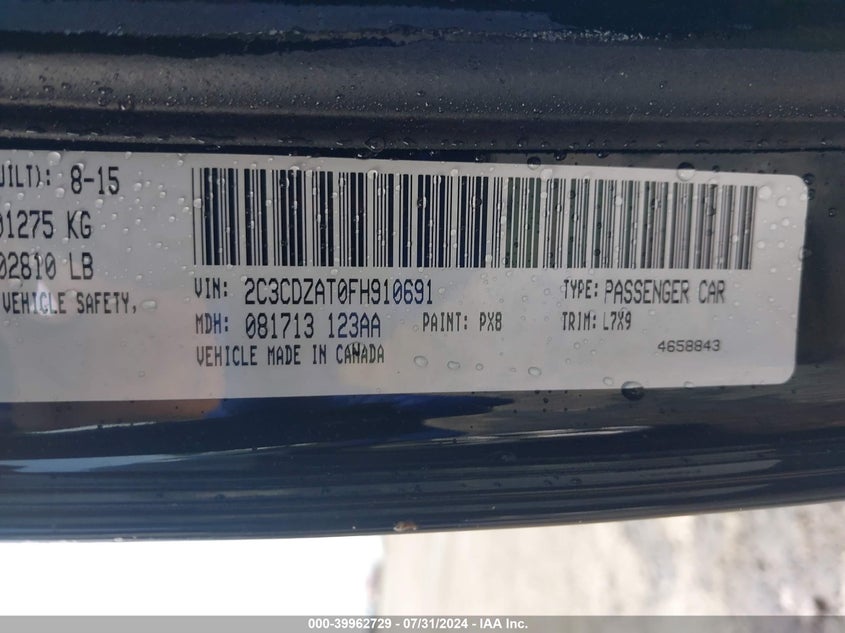 UILT): 8-15
01275 KG
02810 LB
VEHICLE SAFETY,
VIN: 2C3CDZAT0FH910691 TYPE: PASSENGER CAR
MDH: 081713 123AA PAINT: PX8 TRIM: L7X9
VEHICLE MADE IN CANADA
4658843
000-39962729 - 07/31/2024 - IAA Inc.